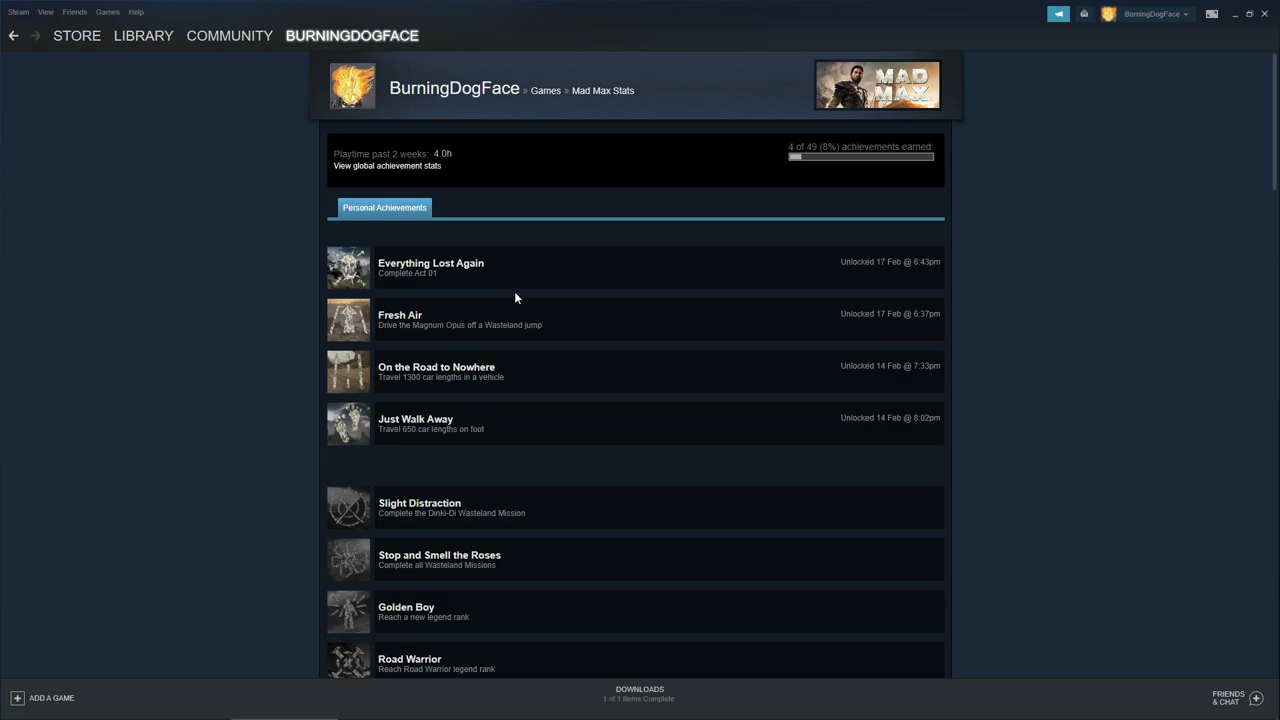 Steam View Friends Games Help
BurningDogFace
STORE LIBRARY COMMUNITY BURNINGDOGFACE
BurningDogFace » Games » Mad Max Stats
MAD MAX
Playtime past 2 weeks: 4.0h
View global achievement stats
4 of 49 (8%) achievements earned:
Personal Achievements
Everything Lost Again
Complete Act 01
Unlocked 17 Feb @ 6:43pm
Fresh Air
Drive the Magnum Opus off a Wasteland jump
Unlocked 17 Feb @ 6:37pm
On the Road to Nowhere
Travel 1300 car lengths in a vehicle
Unlocked 14 Feb @ 7:33pm
Just Walk Away
Travel 650 car lengths on foot
Unlocked 14 Feb @ 8:02pm
Slight Distraction
Complete the Dinki-Di Wasteland Mission
Stop and Smell the Roses
Complete all Wasteland Missions
Golden Boy
Reach a new legend rank
Road Warrior
Reach Road Warrior legend rank
ADD A GAME
DOWNLOADS
1 of 1 Items Complete
FRIENDS
& CHAT